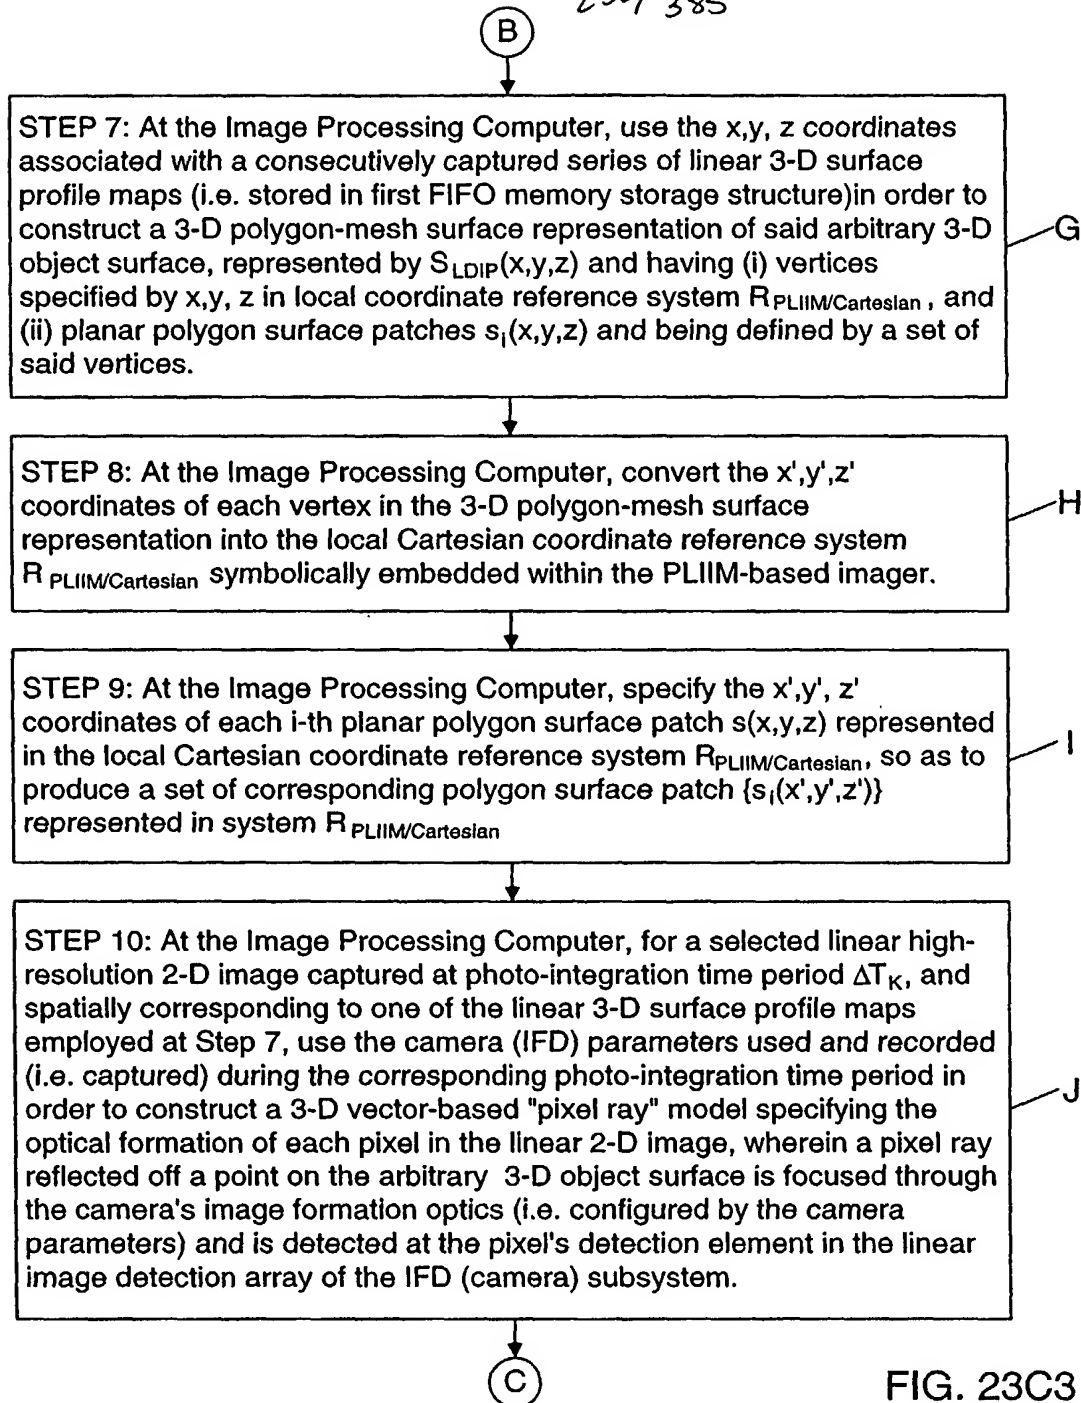 385
B
STEP 7: At the Image Processing Computer, use the x,y, z coordinates
associated with a consecutively captured series of linear 3-D surface
profile maps (i.e. stored in first FIFO memory storage structure)in order to
construct a 3-D polygon-mesh surface representation of said arbitrary 3-D
object surface, represented by S_LDIP(x,y,z) and having (i) vertices
specified by x,y, z in local coordinate reference system R_PLIIM/Cartesian, and
(ii) planar polygon surface patches s_i(x,y,z) and being defined by a set of
said vertices.
G
STEP 8: At the Image Processing Computer, convert the x',y',z'
coordinates of each vertex in the 3-D polygon-mesh surface
representation into the local Cartesian coordinate reference system
R_PLIIM/Cartesian symbolically embedded within the PLIIM-based imager.
H
STEP 9: At the Image Processing Computer, specify the x',y', z'
coordinates of each i-th planar polygon surface patch s(x,y,z) represented
in the local Cartesian coordinate reference system R_PLIIM/Cartesian, so as to
produce a set of corresponding polygon surface patch {s_i(x',y',z')}
represented in system R_PLIIM/Cartesian
I
STEP 10: At the Image Processing Computer, for a selected linear high-
resolution 2-D image captured at photo-integration time period ΔT_K, and
spatially corresponding to one of the linear 3-D surface profile maps
employed at Step 7, use the camera (IFD) parameters used and recorded
(i.e. captured) during the corresponding photo-integration time period in
order to construct a 3-D vector-based "pixel ray" model specifying the
optical formation of each pixel in the linear 2-D image, wherein a pixel ray
reflected off a point on the arbitrary 3-D object surface is focused through
the camera's image formation optics (i.e. configured by the camera
parameters) and is detected at the pixel's detection element in the linear
image detection array of the IFD (camera) subsystem.
J
C
FIG. 23C3